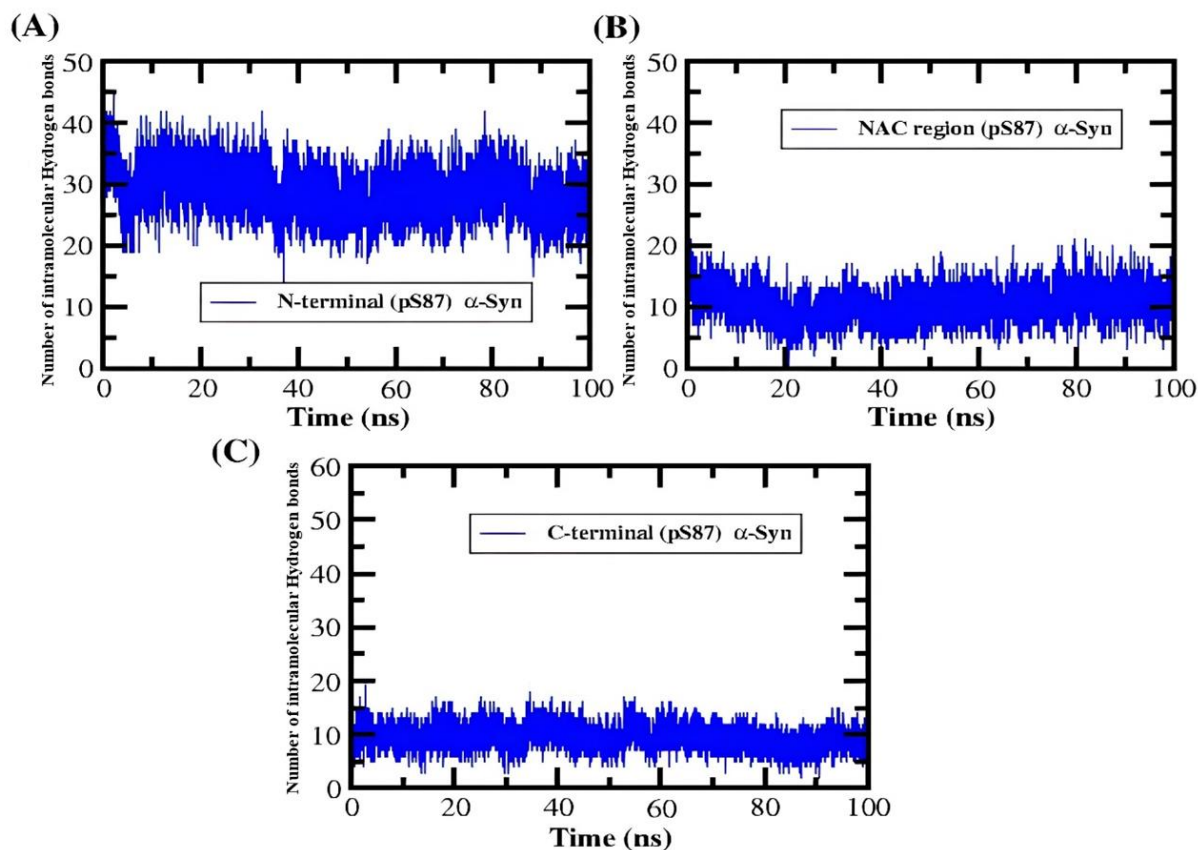 (A)
Number of intramolecular Hydrogen bonds
50
40
30
20
10
0
N-terminal (pS87) α-Syn
0 20 40 60 80 100
Time (ns)
(B)
Number of intramolecular Hydrogen bonds
50
40
30
20
10
0
NAC region (pS87) α-Syn
0 20 40 60 80 100
Time (ns)
(C)
Number of intramolecular Hydrogen bonds
60
50
40
30
20
10
0
C-terminal (pS87) α-Syn
0 20 40 60 80 100
Time (ns)